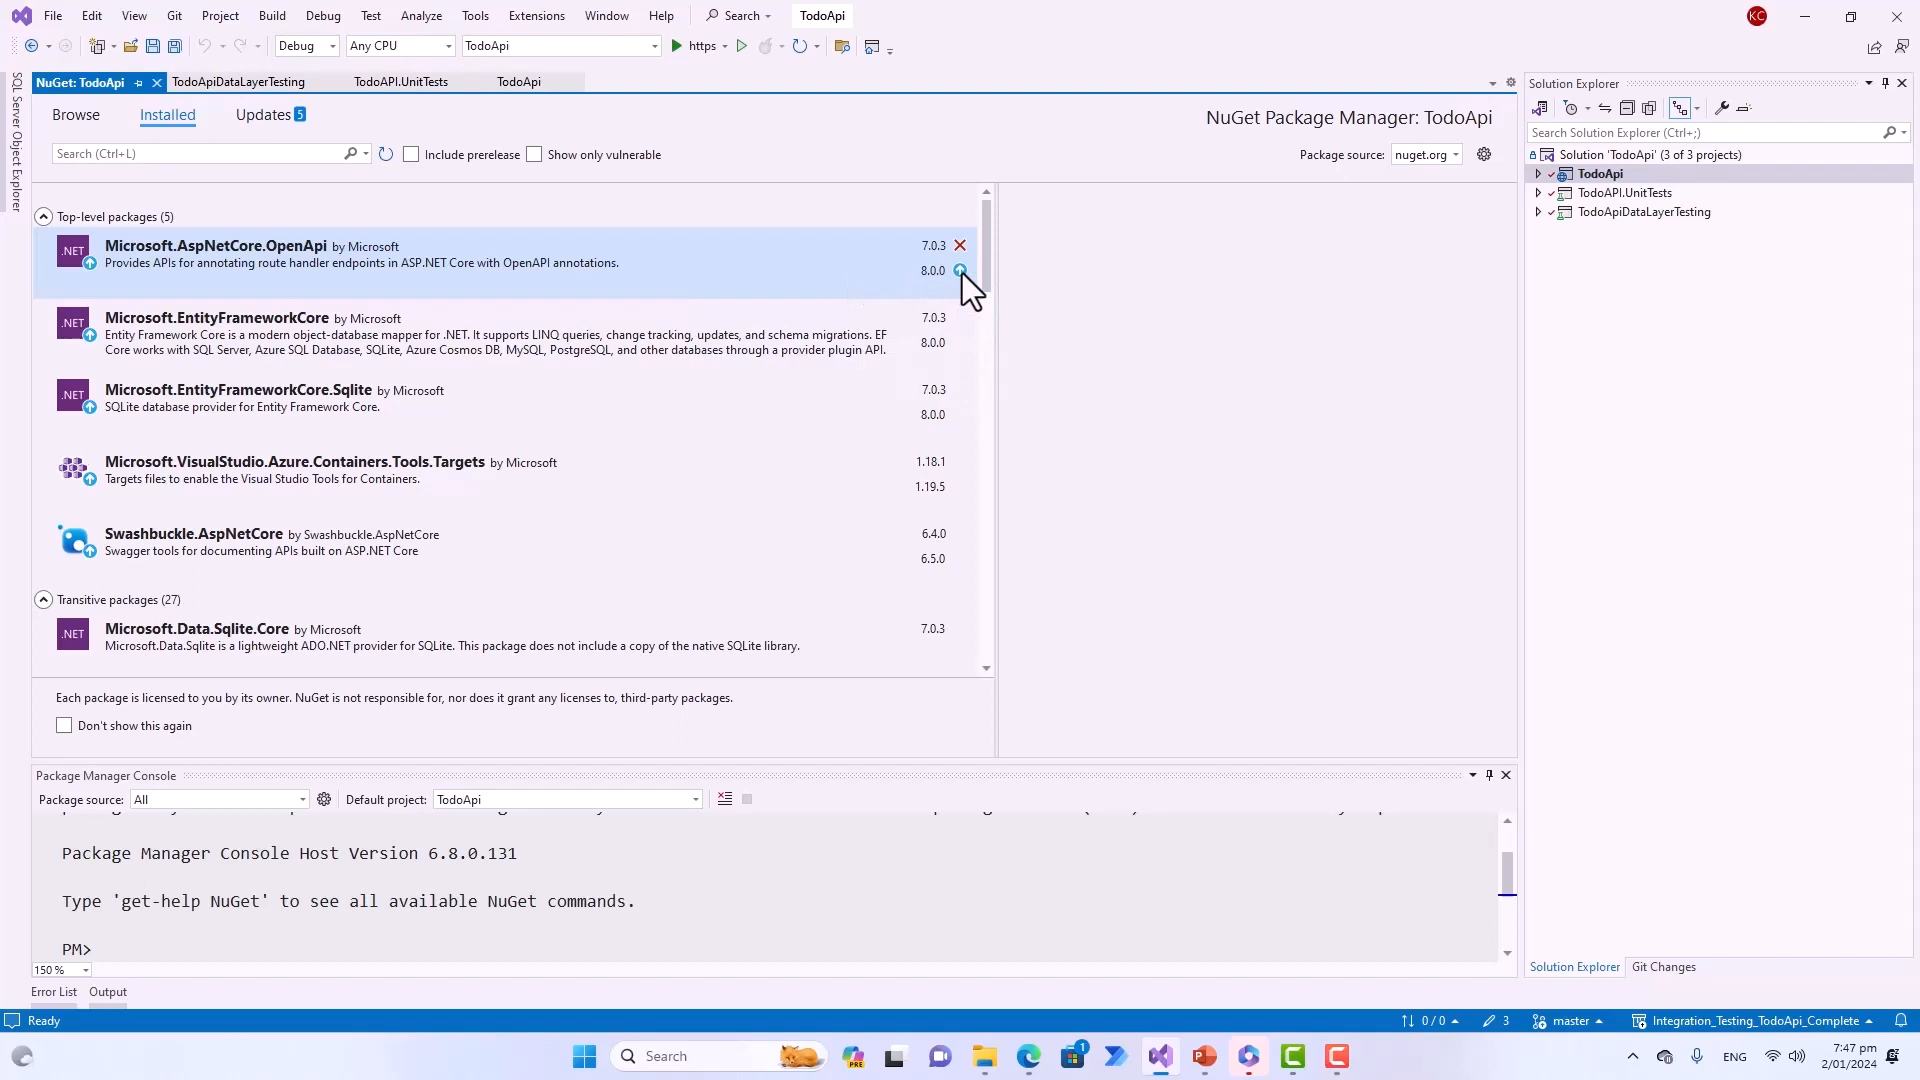 File Edit View Git Project Build Debug Test Analyze Tools Extensions Window Help Search TodoApi KC
Debug Any CPU TodoApi https
NuGet: TodoApi TodoApiDataLayerTesting TodoAPI.UnitTests TodoApi
SQL Server Object Explorer
Browse Installed Updates 5
NuGet Package Manager: TodoApi
Search (Ctrl+L) Include prerelease Show only vulnerable Package source: nuget.org
Top-level packages (5)
.NET Microsoft.AspNetCore.OpenApi by Microsoft 7.0.3
Provides APIs for annotating route handler endpoints in ASP.NET Core with OpenAPI annotations. 8.0.0
.NET Microsoft.EntityFrameworkCore by Microsoft 7.0.3
Entity Framework Core is a modern object-database mapper for .NET. It supports LINQ queries, change tracking, updates, and schema migrations. EF 8.0.0
Core works with SQL Server, Azure SQL Database, SQLite, Azure Cosmos DB, MySQL, PostgreSQL, and other databases through a provider plugin API.
.NET Microsoft.EntityFrameworkCore.Sqlite by Microsoft 7.0.3
SQLite database provider for Entity Framework Core. 8.0.0
Microsoft.VisualStudio.Azure.Containers.Tools.Targets by Microsoft 1.18.1
Targets files to enable the Visual Studio Tools for Containers. 1.19.5
Swashbuckle.AspNetCore by Swashbuckle.AspNetCore 6.4.0
Swagger tools for documenting APIs built on ASP.NET Core 6.5.0
Transitive packages (27)
.NET Microsoft.Data.Sqlite.Core by Microsoft 7.0.3
Microsoft.Data.Sqlite is a lightweight ADO.NET provider for SQLite. This package does not include a copy of the native SQLite library.
Each package is licensed to you by its owner. NuGet is not responsible for, nor does it grant any licenses to, third-party packages.
Don't show this again
Package Manager Console
Package source: All Default project: TodoApi
Package Manager Console Host Version 6.8.0.131
Type 'get-help NuGet' to see all available NuGet commands.
PM>
150 %
Error List Output
Solution Explorer
Search Solution Explorer (Ctrl+;)
Solution 'TodoApi' (3 of 3 projects)
TodoApi
TodoAPI.UnitTests
TodoApiDataLayerTesting
Solution Explorer Git Changes
Ready 0 / 0 3 master Integration_Testing_TodoApi_Complete
Search PRE 1 ENG 7:47 pm
2/01/2024